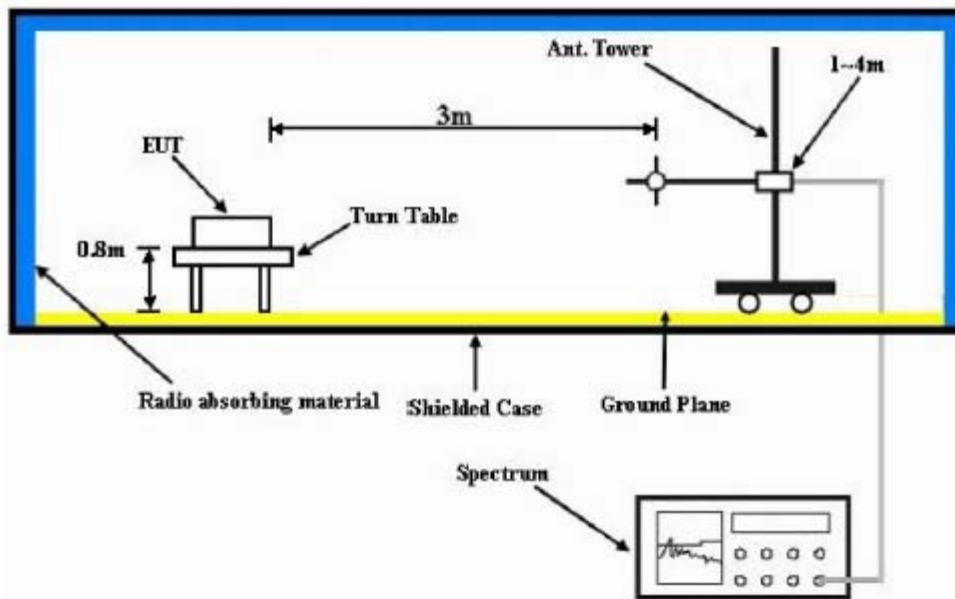 Ant. Tower
1~4m
3m
EUT
Turn Table
0.8m
Radio absorbing material
Shielded Case
Ground Plane
Spectrum